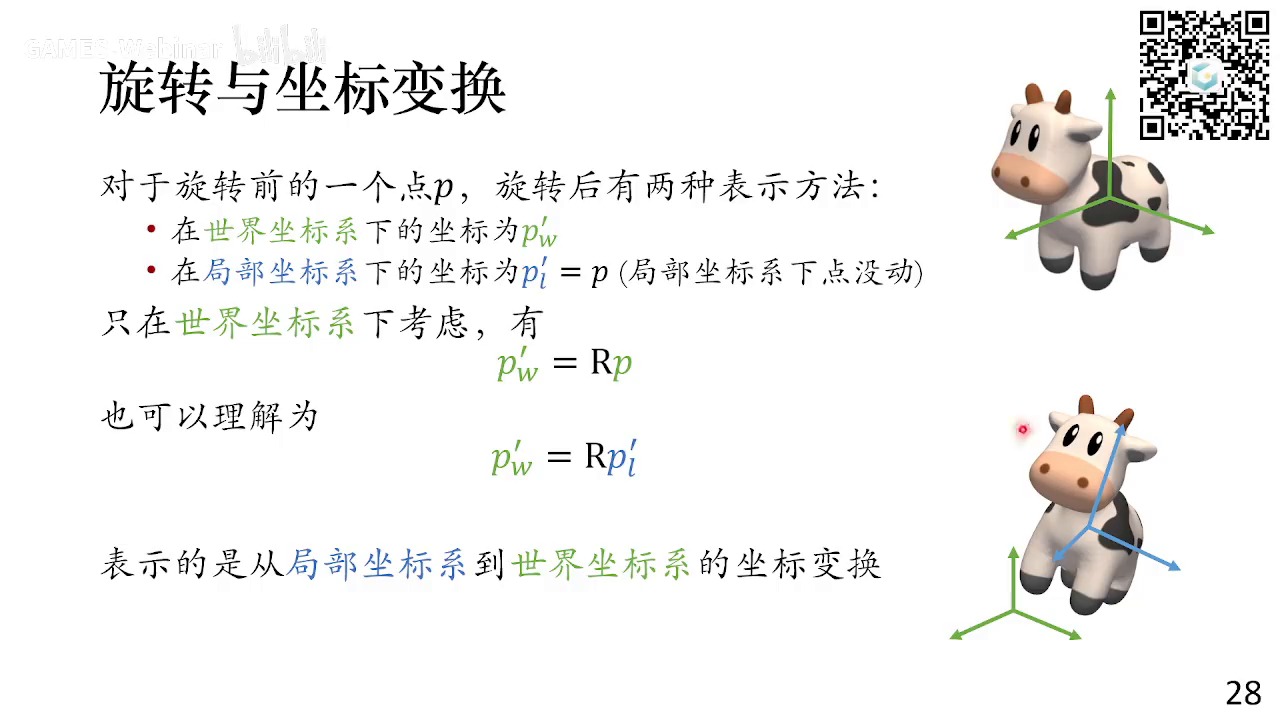 GAMES-Webinar bilibili
旋转与坐标变换
对于旋转前的一个点p，旋转后有两种表示方法：
• 在世界坐标系下的坐标为p′w
• 在局部坐标系下的坐标为p′l = p (局部坐标系下点没动)
只在世界坐标系下考虑，有
p′w = Rp
也可以理解为
p′w = Rp′l
表示的是从局部坐标系到世界坐标系的坐标变换
28